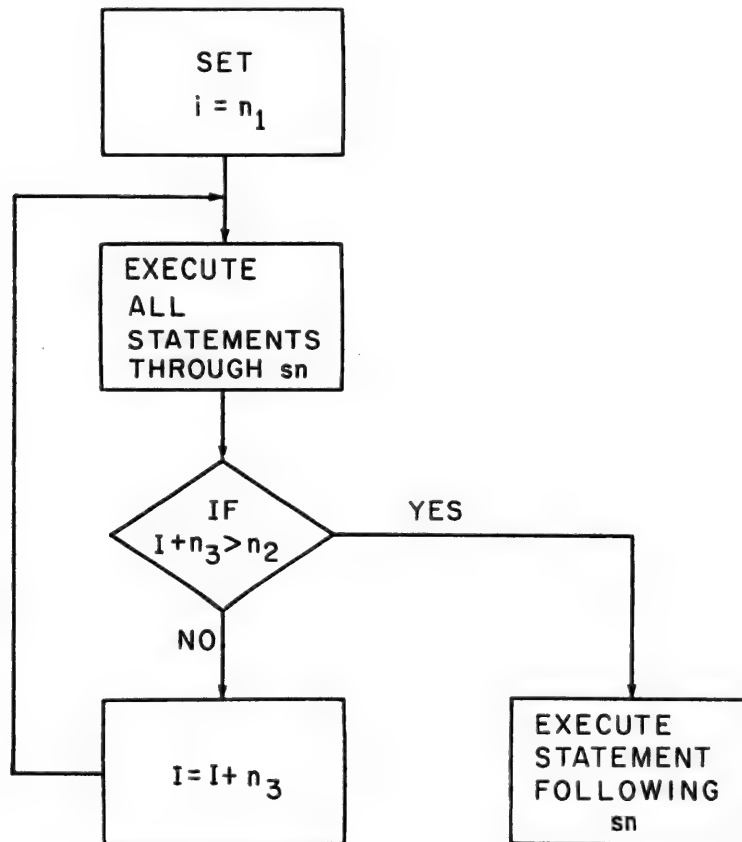 SET
i = n₁
EXECUTE
ALL
STATEMENTS
THROUGH sn
IF
I+n₃>n₂
YES
NO
I=I+n₃
EXECUTE
STATEMENT
FOLLOWING
sn